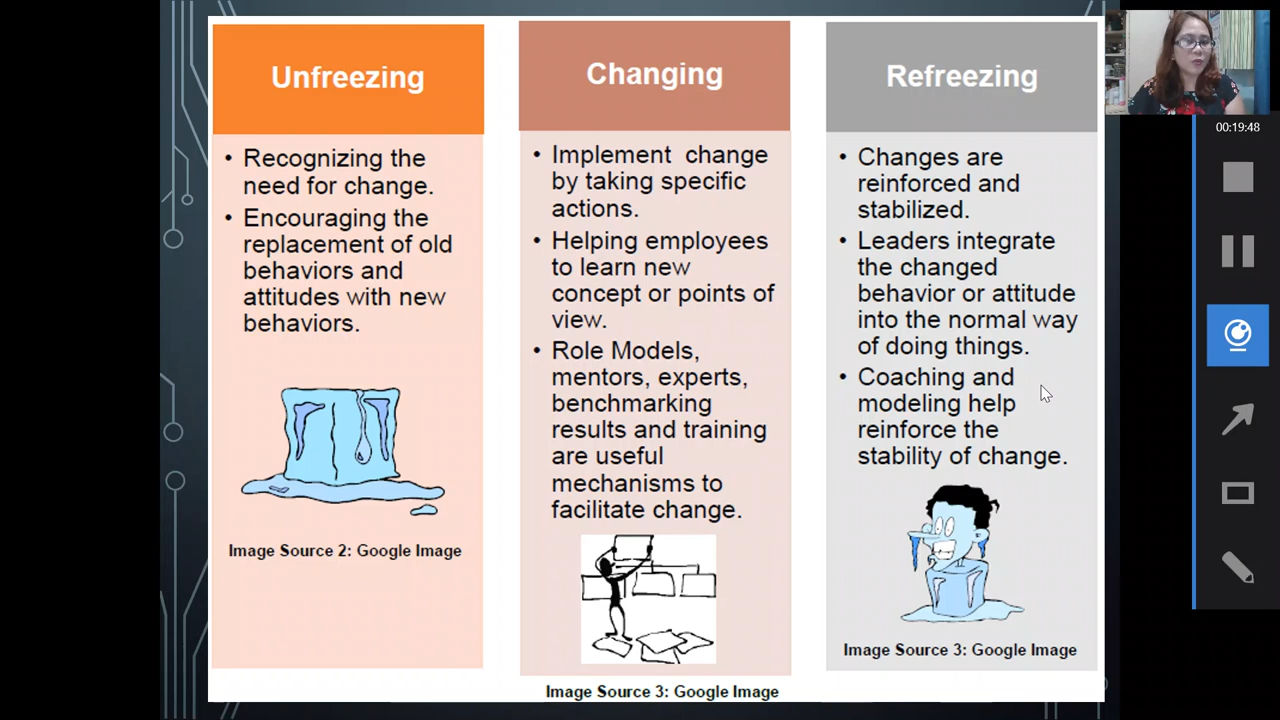 Unfreezing
• Recognizing the
need for change.
• Encouraging the
replacement of old
behaviors and
attitudes with new
behaviors.
Image Source 2: Google Image
Changing
• Implement change
by taking specific
actions.
• Helping employees
to learn new
concept or points of
view.
• Role Models,
mentors, experts,
benchmarking
results and training
are useful
mechanisms to
facilitate change.
Image Source 3: Google Image
Refreezing
• Changes are
reinforced and
stabilized.
• Leaders integrate
the changed
behavior or attitude
into the normal way
of doing things.
• Coaching and
modeling help
reinforce the
stability of change.
Image Source 3: Google Image
00:19:48